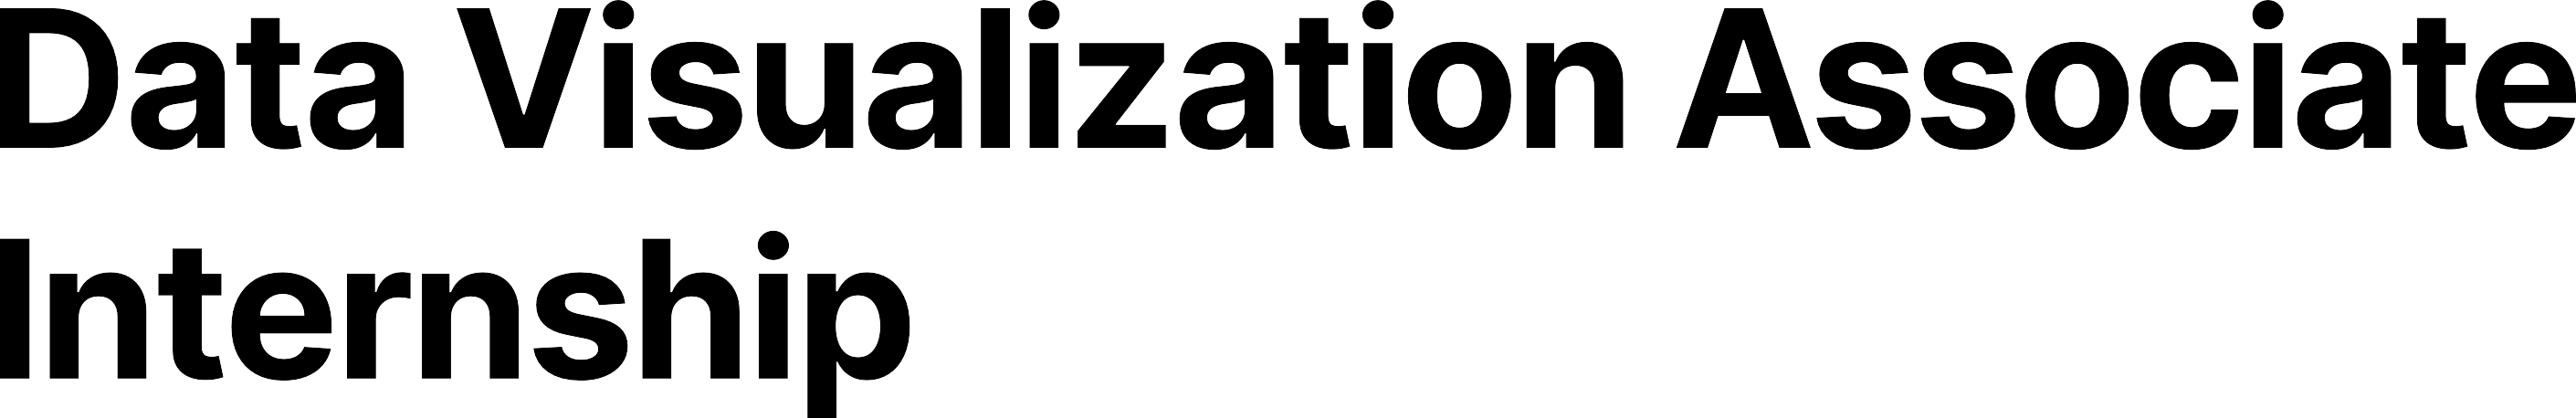 Data Visualization Associate
Internship